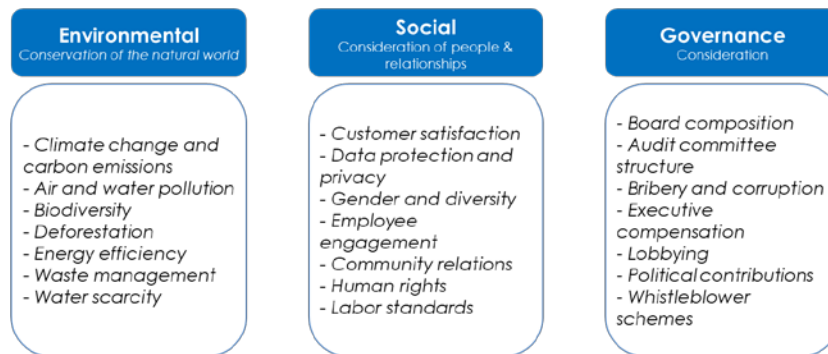 Environmental
Conservation of the natural world
- Climate change and
carbon emissions
- Air and water pollution
- Biodiversity
- Deforestation
- Energy efficiency
- Waste management
- Water scarcity
Social
Consideration of people &
relationships
- Customer satisfaction
- Data protection and
privacy
- Gender and diversity
- Employee
engagement
- Community relations
- Human rights
- Labor standards
Governance
Consideration
- Board composition
- Audit committee
structure
- Bribery and corruption
- Executive
compensation
- Lobbying
- Political contributions
- Whistleblower
schemes